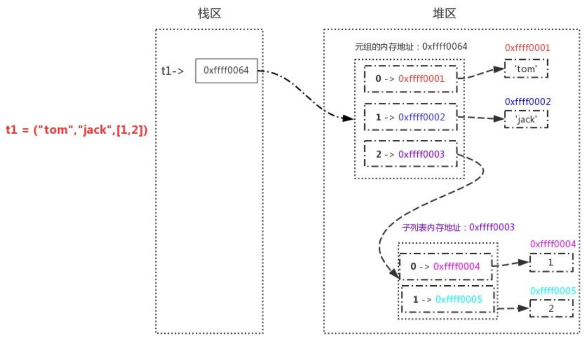 栈区
堆区
元组的内存地址：0xffff0064
0xffff0001
t1->
0xffff0064
0 -> 0xffff0001
'tom'
0xffff0002
t1 = ("tom","jack",[1,2])
1 -> 0xffff0002
'jack'
2 -> 0xffff0003
子列表内存地址：0xffff0003
0xffff0004
0 -> 0xffff0004
1
0xffff0005
1 -> 0xffff0005
2